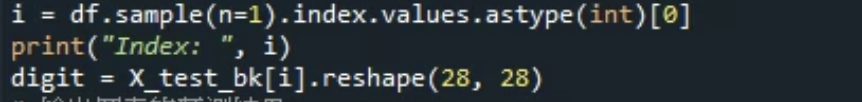 i = df.sample(n=1).index.values.astype(int)[0]
print("Index: ", i)
digit = X_test_bk[i].reshape(28, 28)